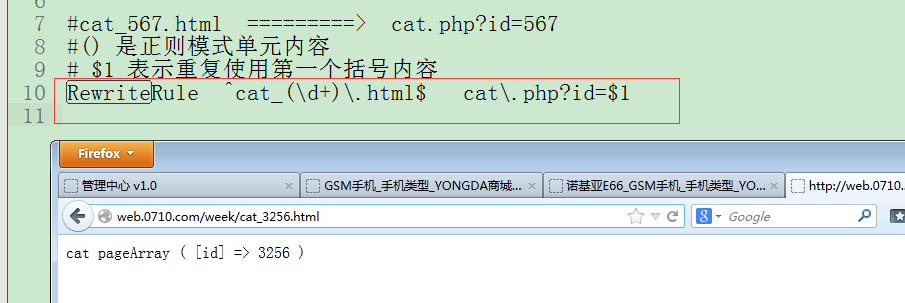 6
7 #cat_567.html =========> cat.php?id=567
8 #() 是正则模式单元内容
9 # $1 表示重复使用第一个括号内容
10 RewriteRule ^cat_(\d+)\.html$ cat\.php?id=$1
11
Firefox
管理中心 v1.0
GSM手机_手机类型_YONGDA商城...
诺基亚E66_GSM手机_手机类型_YO...
http://web.0710....
web.0710.com/week/cat_3256.html
Google
cat pageArray ( [id] => 3256 )